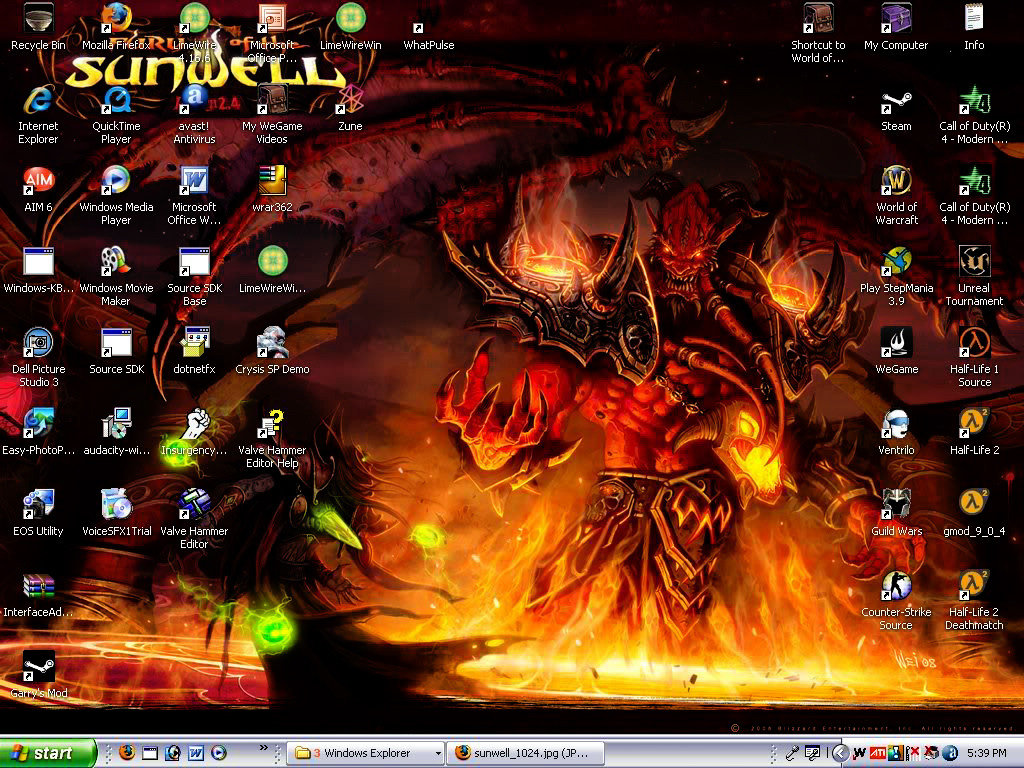 Recycle Bin
Mozilla Firefox
LimeWire
4.16.6
Microsoft
Office P...
LimeWireWin
WhatPulse
Shortcut to
World of...
My Computer
Info
of the
SUNWELL
2.4
Internet
Explorer
QuickTime
Player
avast!
Antivirus
My WeGame
Videos
Zune
Steam
Call of Duty(R)
4 - Modern ...
AIM
AIM 6
Windows Media
Player
Microsoft
Office W...
wrar362
World of
Warcraft
Call of Duty(R)
4 - Modern ...
Windows-KB...
Windows Movie
Maker
Source SDK
Base
LimeWireWi...
Play StepMania
3.9
Unreal
Tournament
Dell Picture
Studio 3
Source SDK
dotnetfx
Crysis SP Demo
WeGame
Half-Life 1
Source
Easy-PhotoP...
audacity-wi...
Insurgency...
Valve Hammer
Editor Help
Ventrilo
Half-Life 2
EOS Utility
VoiceSFX1Trial
Valve Hammer
Editor
Guild Wars
gmod_9_0_4
InterfaceAd...
Counter-Strike
Source
Half-Life 2
Deathmatch
Garry's Mod
Wei 08
© 2008 Blizzard Entertainment, Inc. All rights reserved.
start
W
3 Windows Explorer
sunwell_1024.jpg (JP...
W
ATI
5:39 PM